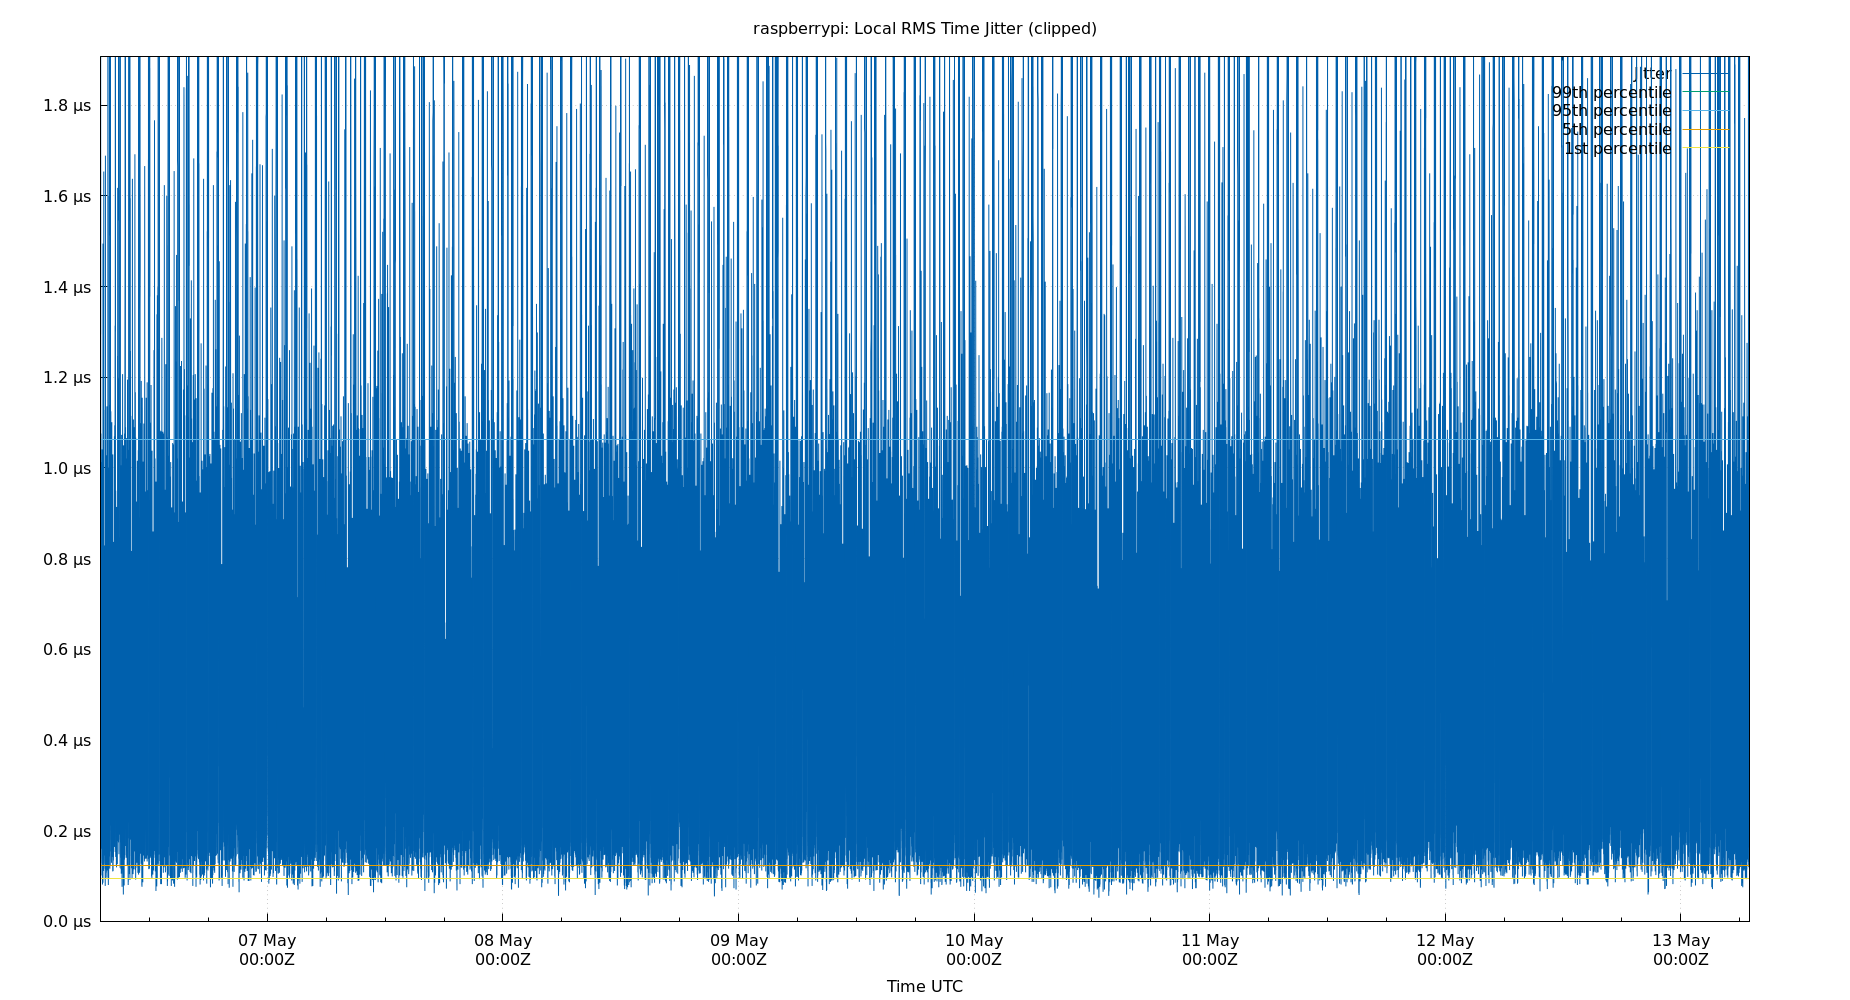 raspberrypi: Local RMS Time Jitter (clipped)
jitter
99th percentile
95th percentile
5th percentile
1st percentile
1.8 µs
1.6 µs
1.4 µs
1.2 µs
1.0 µs
0.8 µs
0.6 µs
0.4 µs
0.2 µs
0.0 µs
07 May 08 May 09 May 10 May 11 May 12 May 13 May
00:00Z 00:00Z 00:00Z 00:00Z 00:00Z 00:00Z 00:00Z
Time UTC